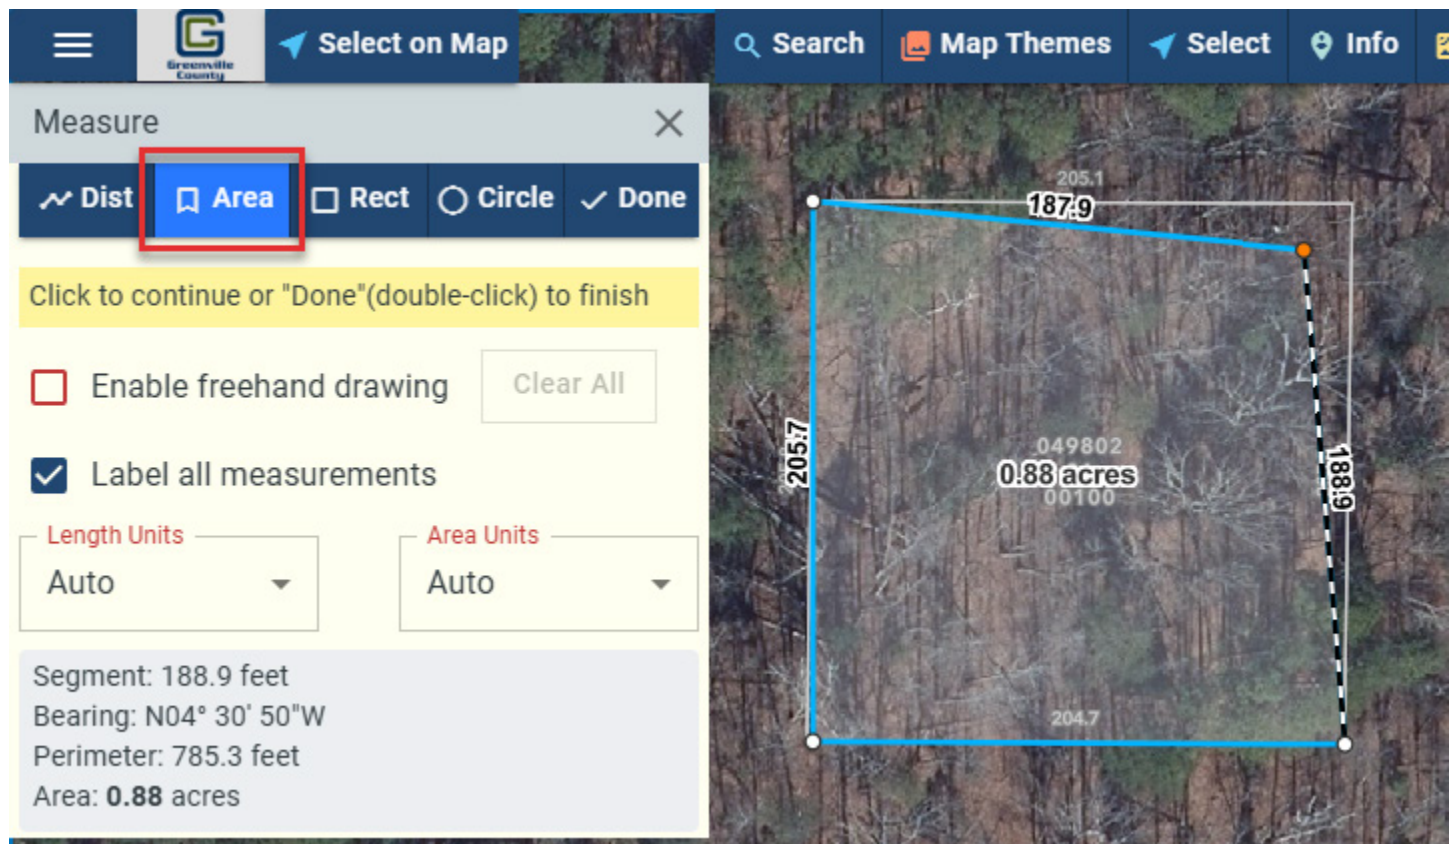 Greenville
County
Select on Map
Search
Map Themes
Select
Info
Measure
Dist
Area
Rect
Circle
Done
Click to continue or "Done"(double-click) to finish
Enable freehand drawing
Clear All
Label all measurements
Length Units
Area Units
Auto
Auto
Segment: 188.9 feet
Bearing: N04° 30' 50"W
Perimeter: 785.3 feet
Area: 0.88 acres
205.1
187.9
205.7
049802
0.88 acres
00100
188.9
204.7